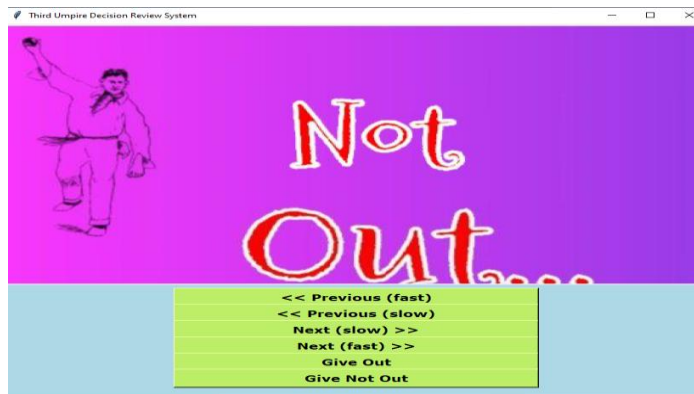 Third Umpire Decision Review System
Not
Out...
<< Previous (fast)
<< Previous (slow)
Next (slow) >>
Next (fast) >>
Give Out
Give Not Out